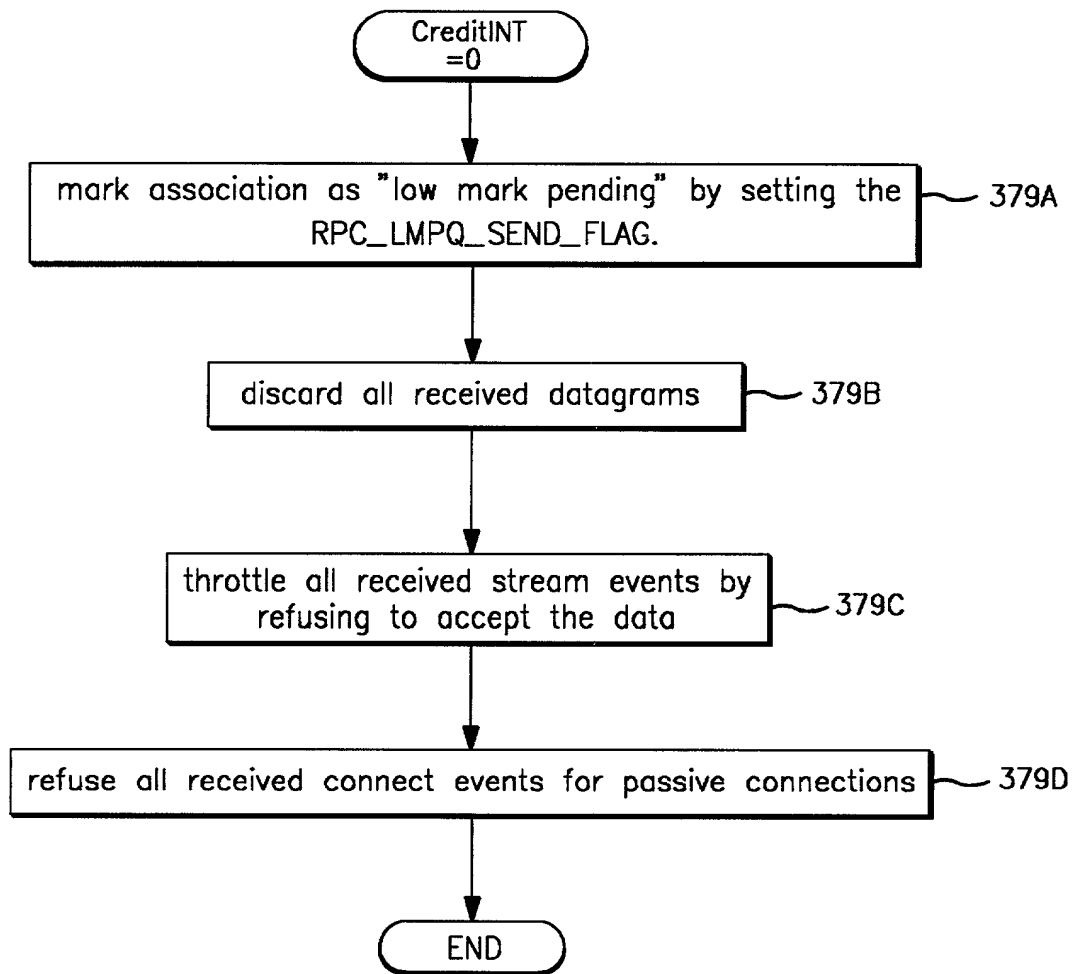 CreditINT
=0
mark association as "low mark pending" by setting the
RPC_LMPQ_SEND_FLAG.
379A
discard all received datagrams
379B
throttle all received stream events by
refusing to accept the data
379C
refuse all received connect events for passive connections
379D
END